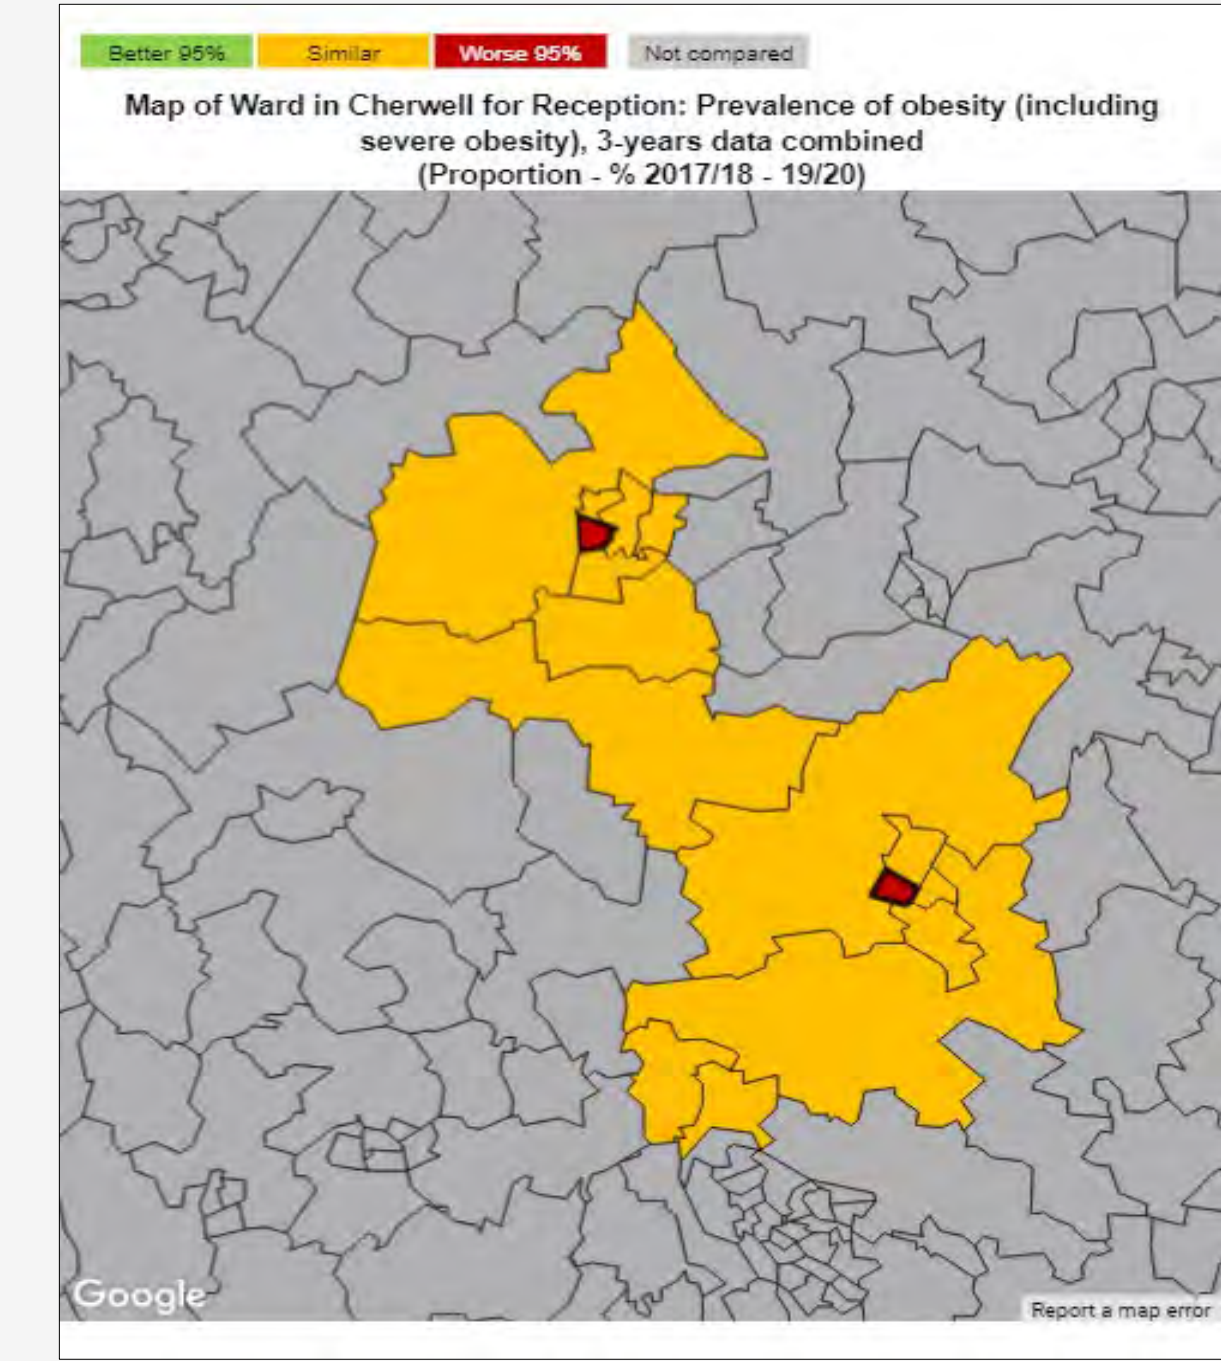 Better 95% Similar Worse 95% Not compared
Map of Ward in Cherwell for Reception: Prevalence of obesity (including
severe obesity), 3-years data combined
(Proportion - % 2017/18 - 19/20)
Google
Report a map error